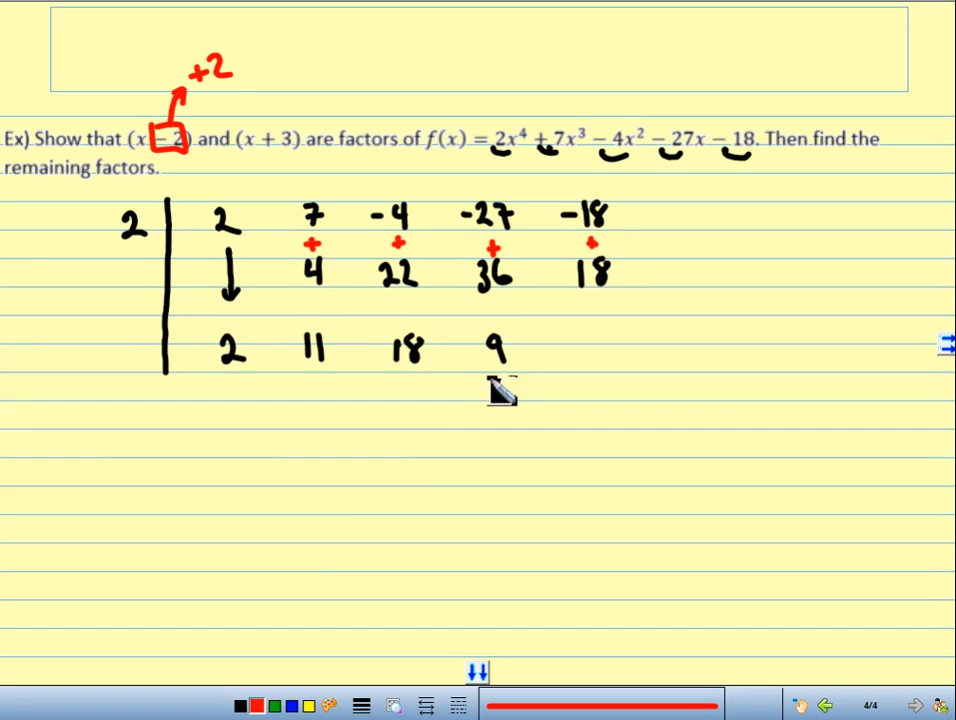 +2
Ex) Show that (x − 2) and (x + 3) are factors of f(x) = 2x⁴ + 7x³ − 4x² − 27x − 18. Then find the
remaining factors.
2 2 7 -4 -27 -18
+ + + +
4 22 36 18
2 11 18 9
4/4